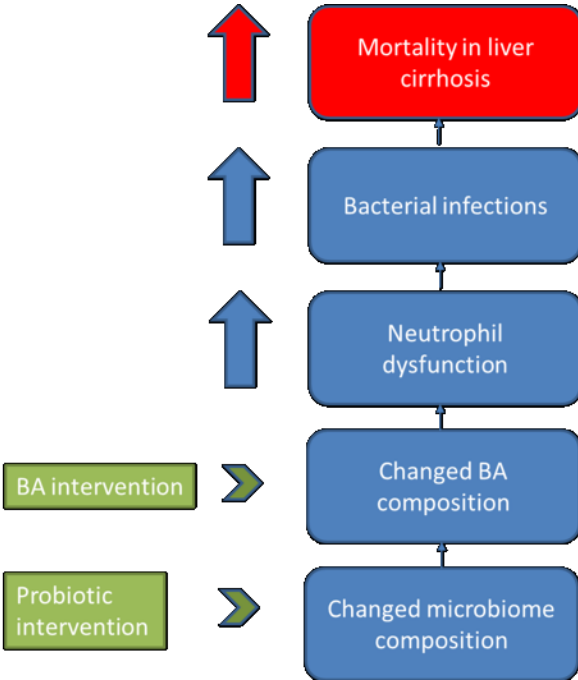 Mortality in liver
cirrhosis
Bacterial infections
Neutrophil
dysfunction
BA intervention
Changed BA
composition
Probiotic
intervention
Changed microbiome
composition